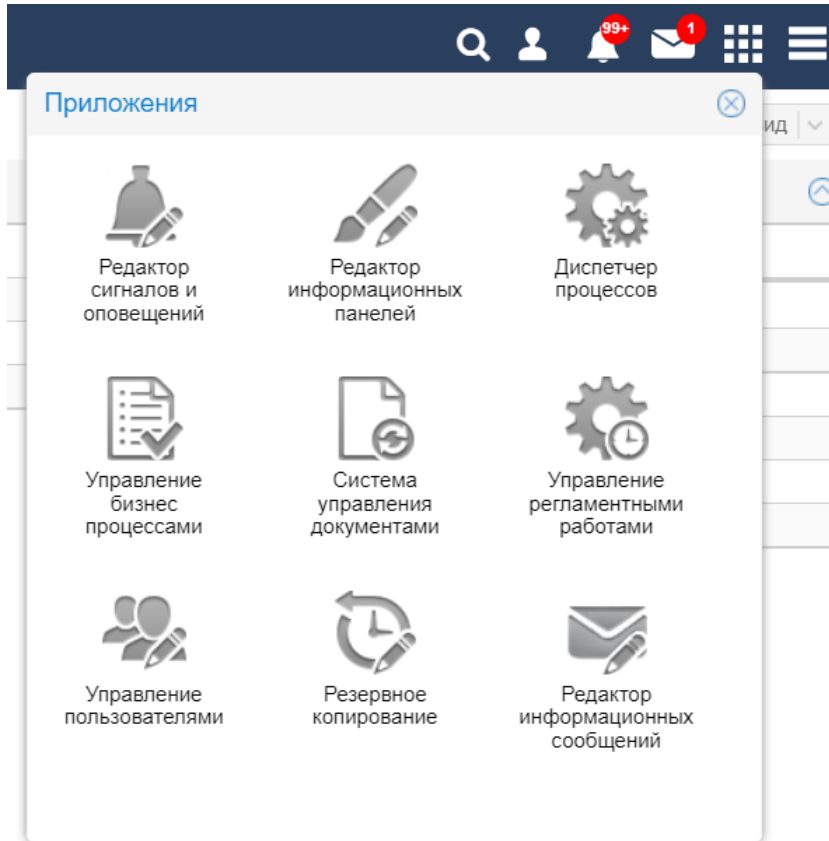 99+
1
Приложения
ид
Редактор
сигналов и
оповещений
Редактор
информационных
панелей
Диспетчер
процессов
Управление
бизнес
процессами
Система
управления
документами
Управление
регламентными
работами
Управление
пользователями
Резервное
копирование
Редактор
информационных
сообщений